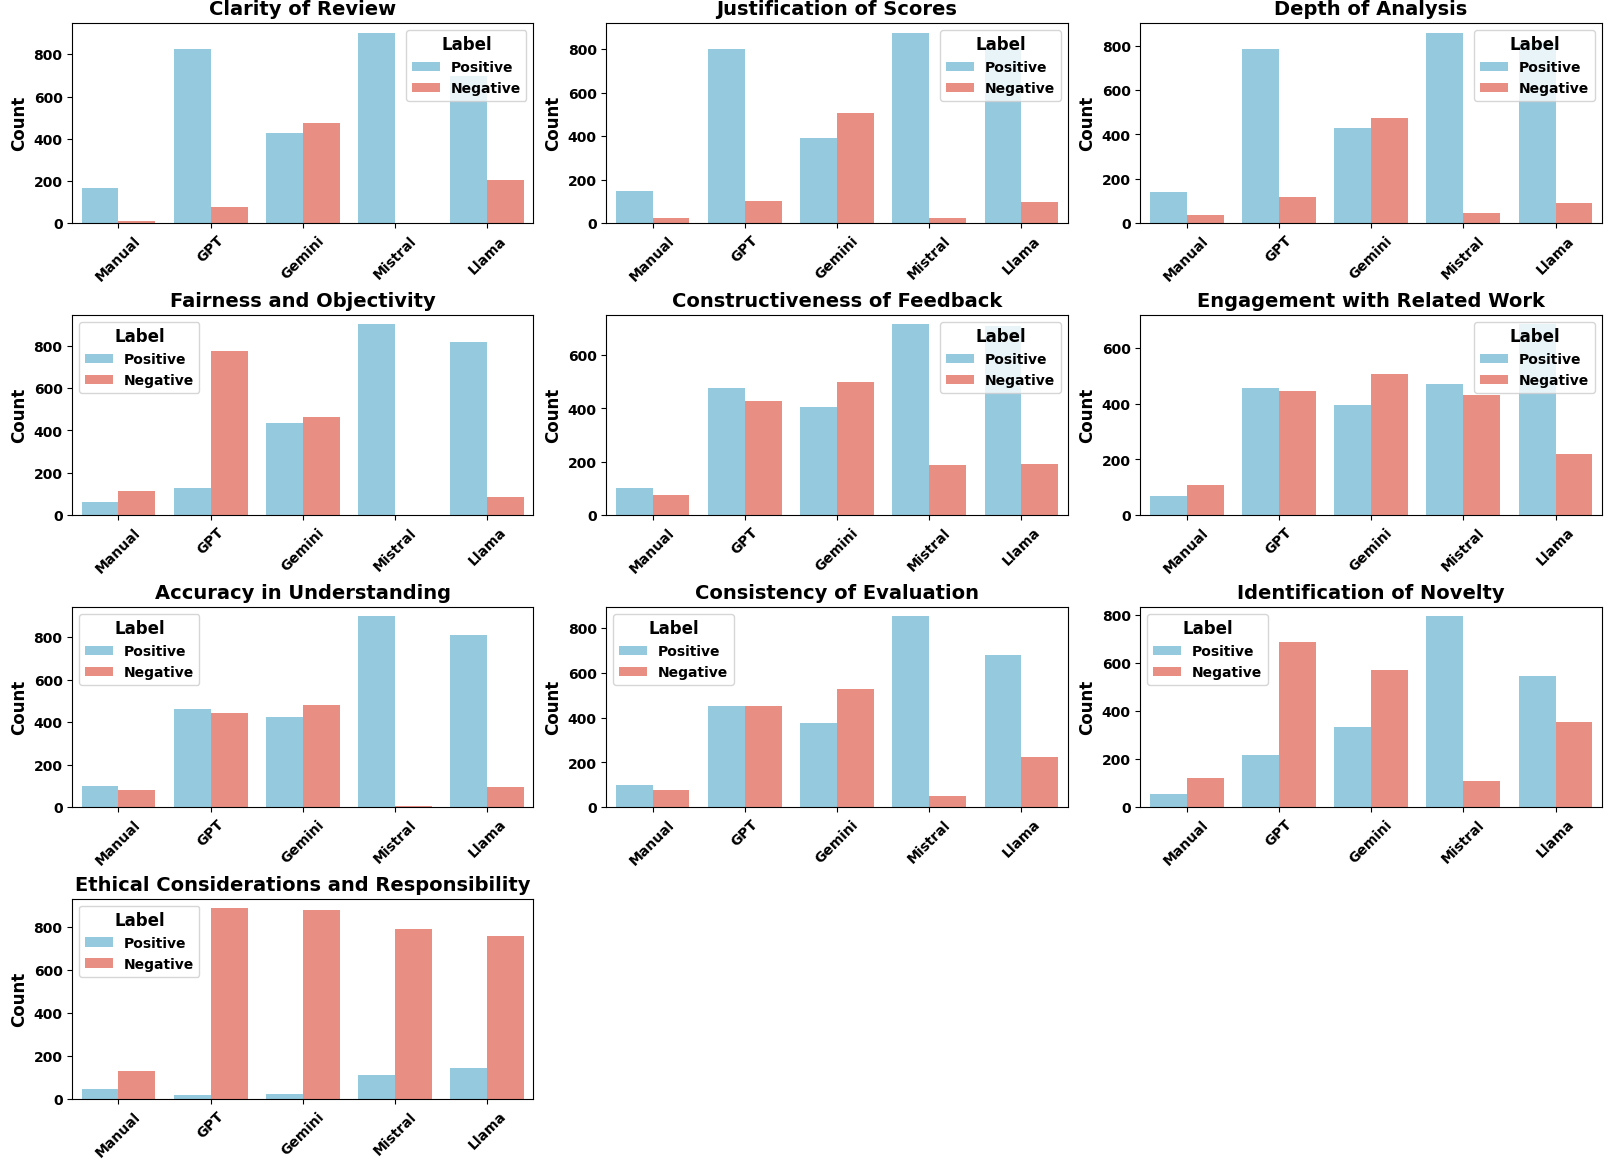 Clarity of Review
Count
800
600
400
200
0
Label
Positive
Negative
Manual
GPT
Gemini
Mistral
Llama
Justification of Scores
Count
800
600
400
200
0
Label
Positive
Negative
Manual
GPT
Gemini
Mistral
Llama
Depth of Analysis
Count
800
600
400
200
0
Label
Positive
Negative
Manual
GPT
Gemini
Mistral
Llama
Fairness and Objectivity
Count
800
600
400
200
0
Label
Positive
Negative
Manual
GPT
Gemini
Mistral
Llama
Constructiveness of Feedback
Count
600
400
200
0
Label
Positive
Negative
Manual
GPT
Gemini
Mistral
Llama
Engagement with Related Work
Count
600
400
200
0
Label
Positive
Negative
Manual
GPT
Gemini
Mistral
Llama
Accuracy in Understanding
Count
800
600
400
200
0
Label
Positive
Negative
Manual
GPT
Gemini
Mistral
Llama
Consistency of Evaluation
Count
800
600
400
200
0
Label
Positive
Negative
Manual
GPT
Gemini
Mistral
Llama
Identification of Novelty
Count
800
600
400
200
0
Label
Positive
Negative
Manual
GPT
Gemini
Mistral
Llama
Ethical Considerations and Responsibility
Count
800
600
400
200
0
Label
Positive
Negative
Manual
GPT
Gemini
Mistral
Llama